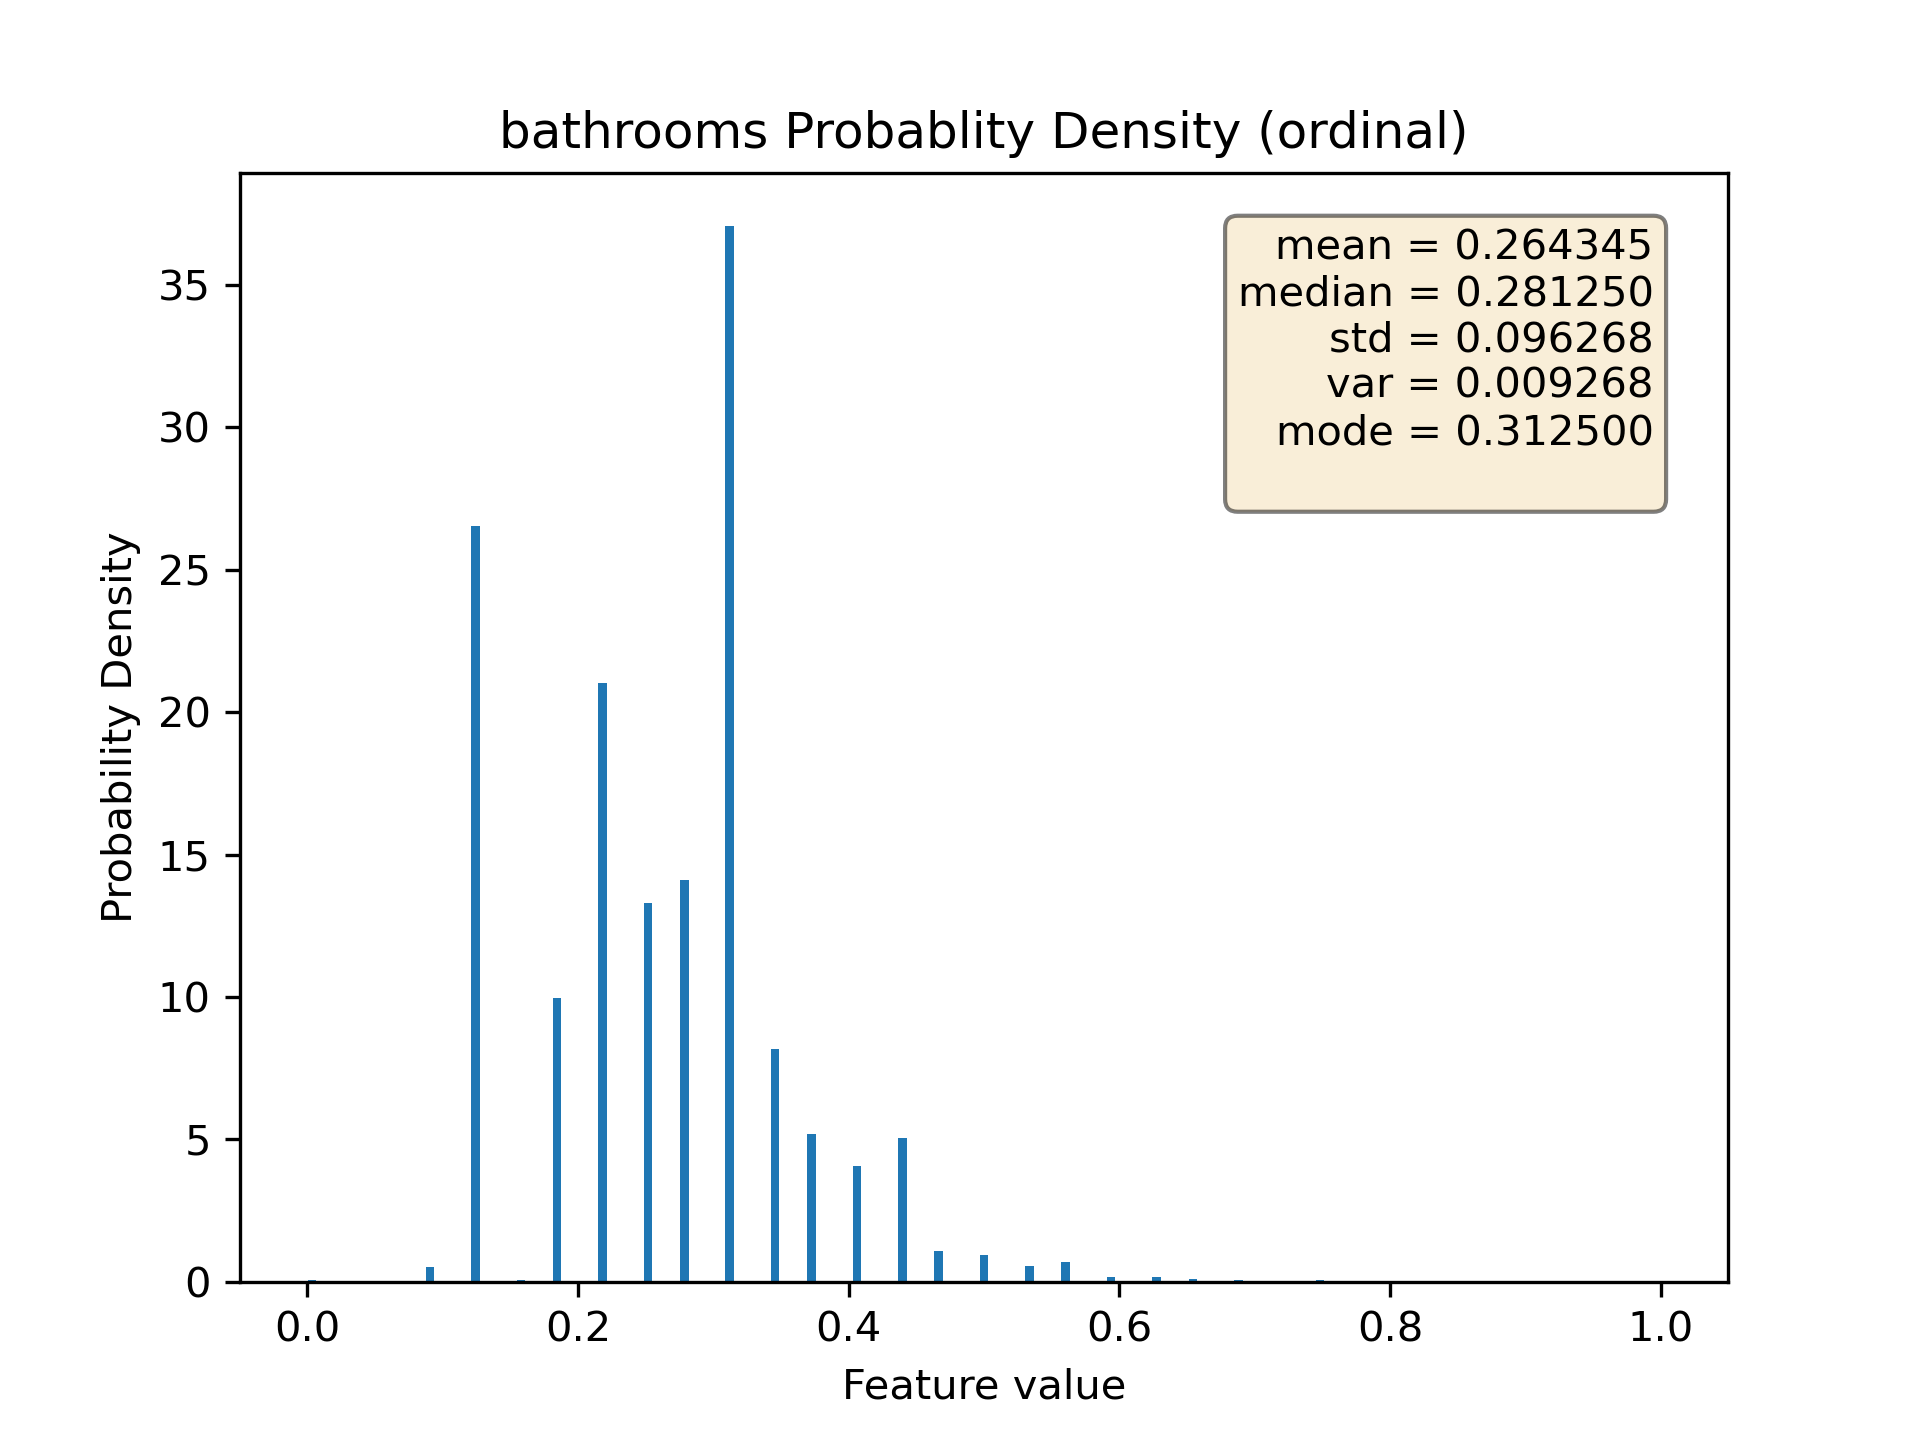 bathrooms Probablity Density (ordinal)
mean = 0.264345
median = 0.281250
std = 0.096268
var = 0.009268
mode = 0.312500
Probability Density
35
30
25
20
15
10
5
0
0.0 0.2 0.4 0.6 0.8 1.0
Feature value